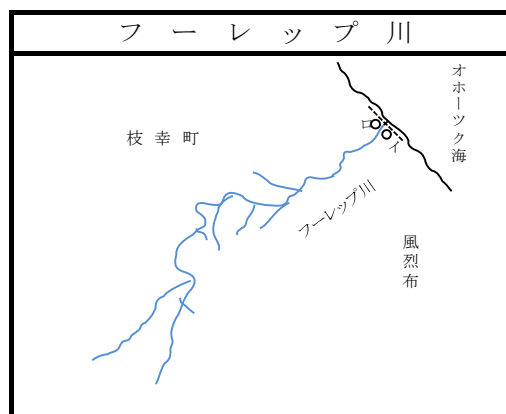 フーレップ川
オホーツク海
枝幸町
ロ
イ
フーレップ川
風烈布